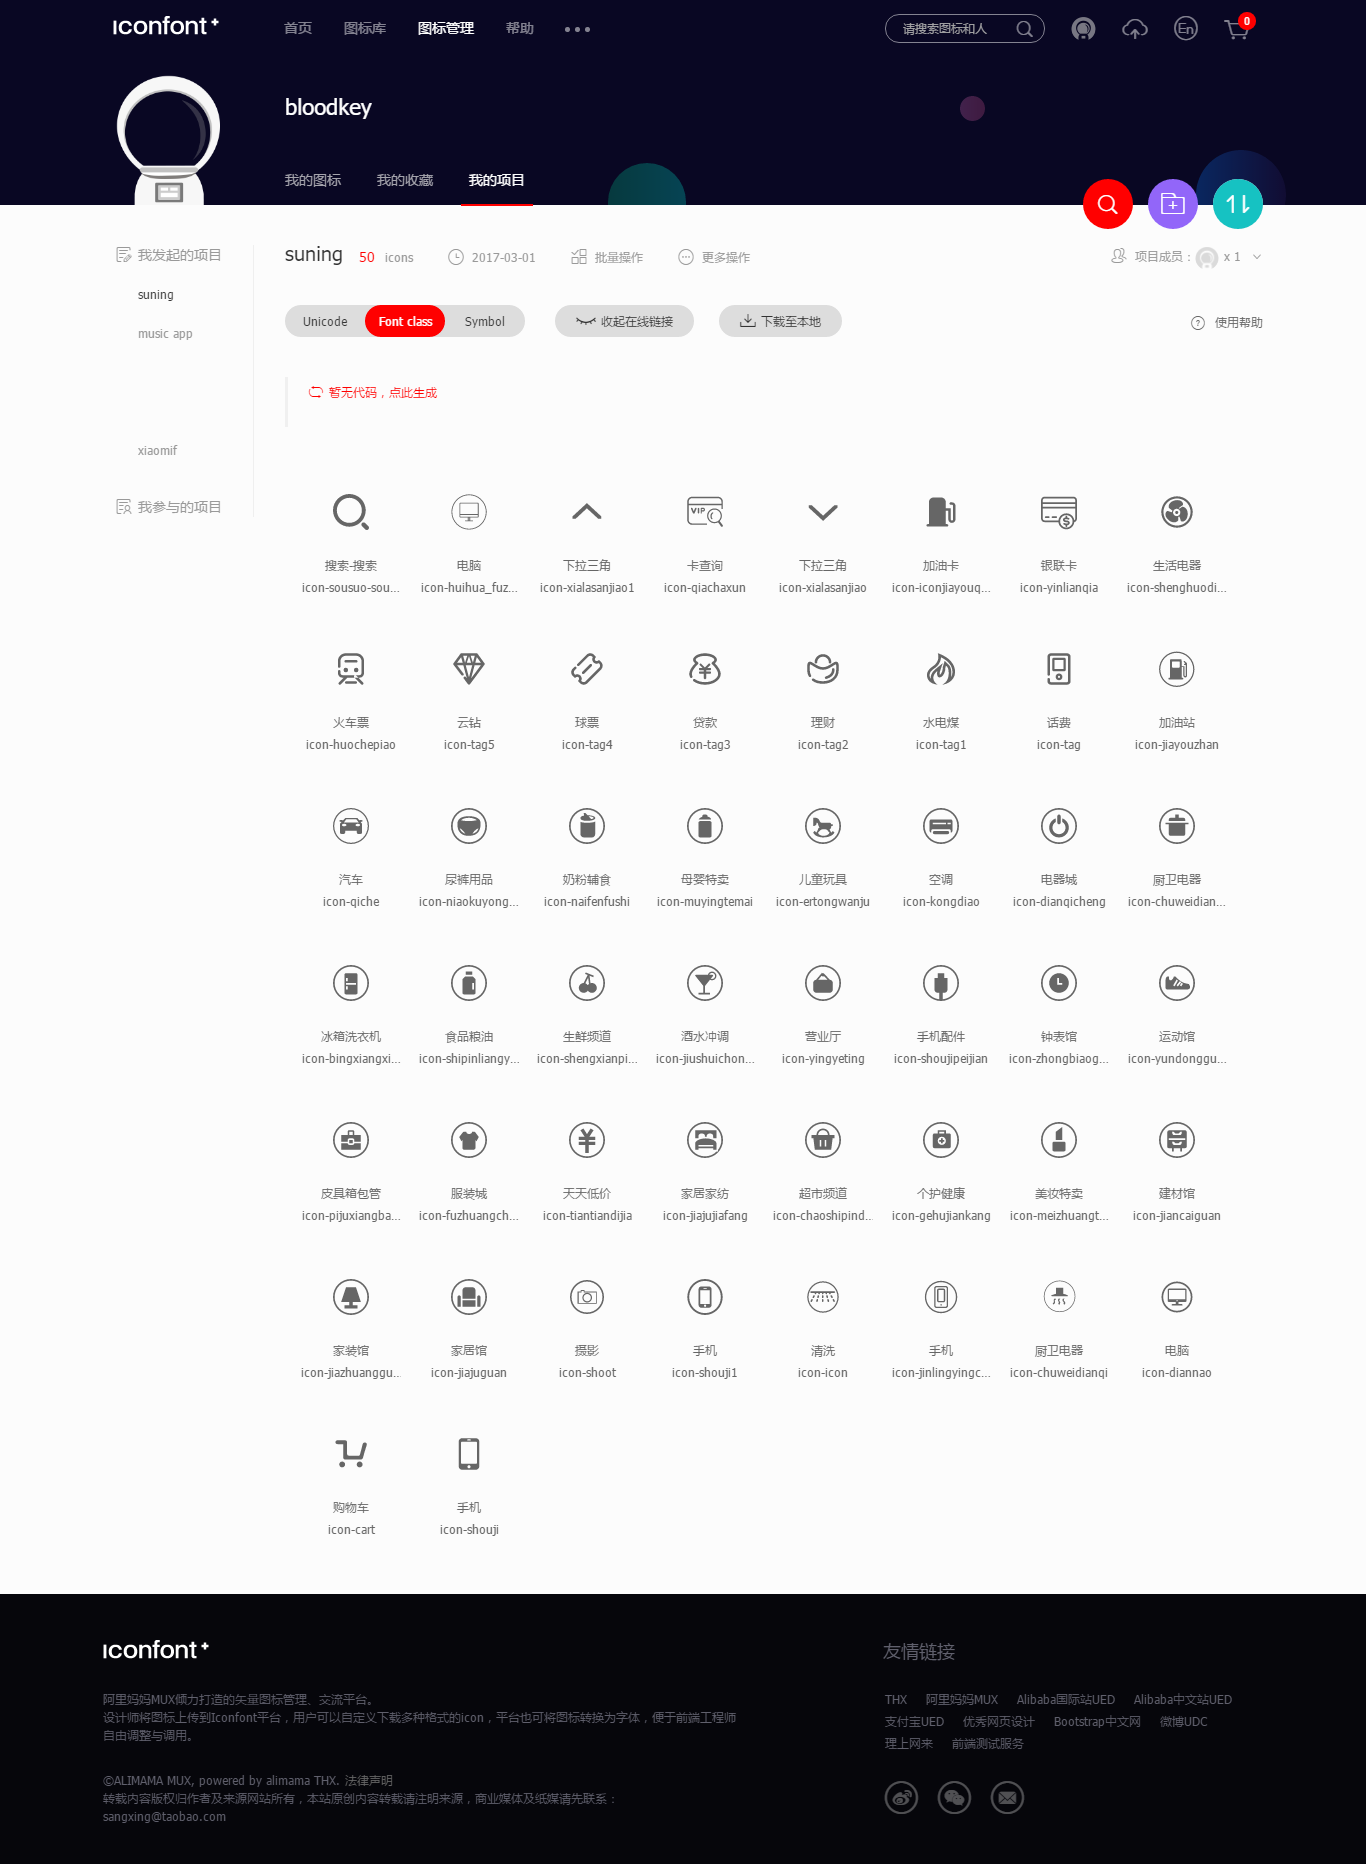 iconfont+
首页 图标库 图标管理 帮助
请搜索图标和人
En
0
bloodkey
我的图标 我的收藏 我的项目
我发起的项目
suning
music app
xiaomif
我参与的项目
suning 50 icons 2017-03-01 批量操作 更多操作
项目成员： x 1
Unicode Font class Symbol 收起在线链接 下载至本地
使用帮助
暂无代码，点此生成
VIP
搜索-搜索 电脑 下拉三角 卡查询 下拉三角 加油卡 银联卡 生活电器
icon-sousuo-sou... icon-huihua_fuz... icon-xialasanjiao1 icon-qiachaxun icon-xialasanjiao icon-iconjiayouq... icon-yinlianqia icon-shenghuodi...
火车票 云钻 球票 贷款 理财 水电煤 话费 加油站
icon-huochepiao icon-tag5 icon-tag4 icon-tag3 icon-tag2 icon-tag1 icon-tag icon-jiayouzhan
汽车 尿裤用品 奶粉辅食 母婴特卖 儿童玩具 空调 电器城 厨卫电器
icon-qiche icon-niaokuyong... icon-naifenfushi icon-muyingtemai icon-ertongwanju icon-kongdiao icon-dianqicheng icon-chuweidian...
冰箱洗衣机 食品粮油 生鲜频道 酒水冲调 营业厅 手机配件 钟表馆 运动馆
icon-bingxiangxi... icon-shipinliangy... icon-shengxianpi... icon-jiushuichon... icon-yingyeting icon-shoujipeijian icon-zhongbiaog... icon-yundonggu...
皮具箱包管 服装城 天天低价 家居家纺 超市频道 个护健康 美妆特卖 建材馆
icon-pijuxiangba... icon-fuzhuangch... icon-tiantiandijia icon-jiajujiafang icon-chaoshipind... icon-gehujiankang icon-meizhuangt... icon-jiancaiguan
家装馆 家居馆 摄影 手机 清洗 手机 厨卫电器 电脑
icon-jiazhuanggu... icon-jiajuguan icon-shoot icon-shouji1 icon-icon icon-jinlingyingc... icon-chuweidianqi icon-diannao
购物车 手机
icon-cart icon-shouji
iconfont+
阿里妈妈MUX倾力打造的矢量图标管理、交流平台。
设计师将图标上传到Iconfont平台，用户可以自定义下载多种格式的icon，平台也可将图标转换为字体，便于前端工程师
自由调整与调用。
©ALIMAMA MUX, powered by alimama THX. 法律声明
转载内容版权归作者及来源网站所有，本站原创内容转载请注明来源，商业媒体及纸媒请先联系：
sangxing@taobao.com
友情链接
THX 阿里妈妈MUX Alibaba国际站UED Alibaba中文站UED
支付宝UED 优秀网页设计 Bootstrap中文网 微博UDC
理上网来 前端测试服务